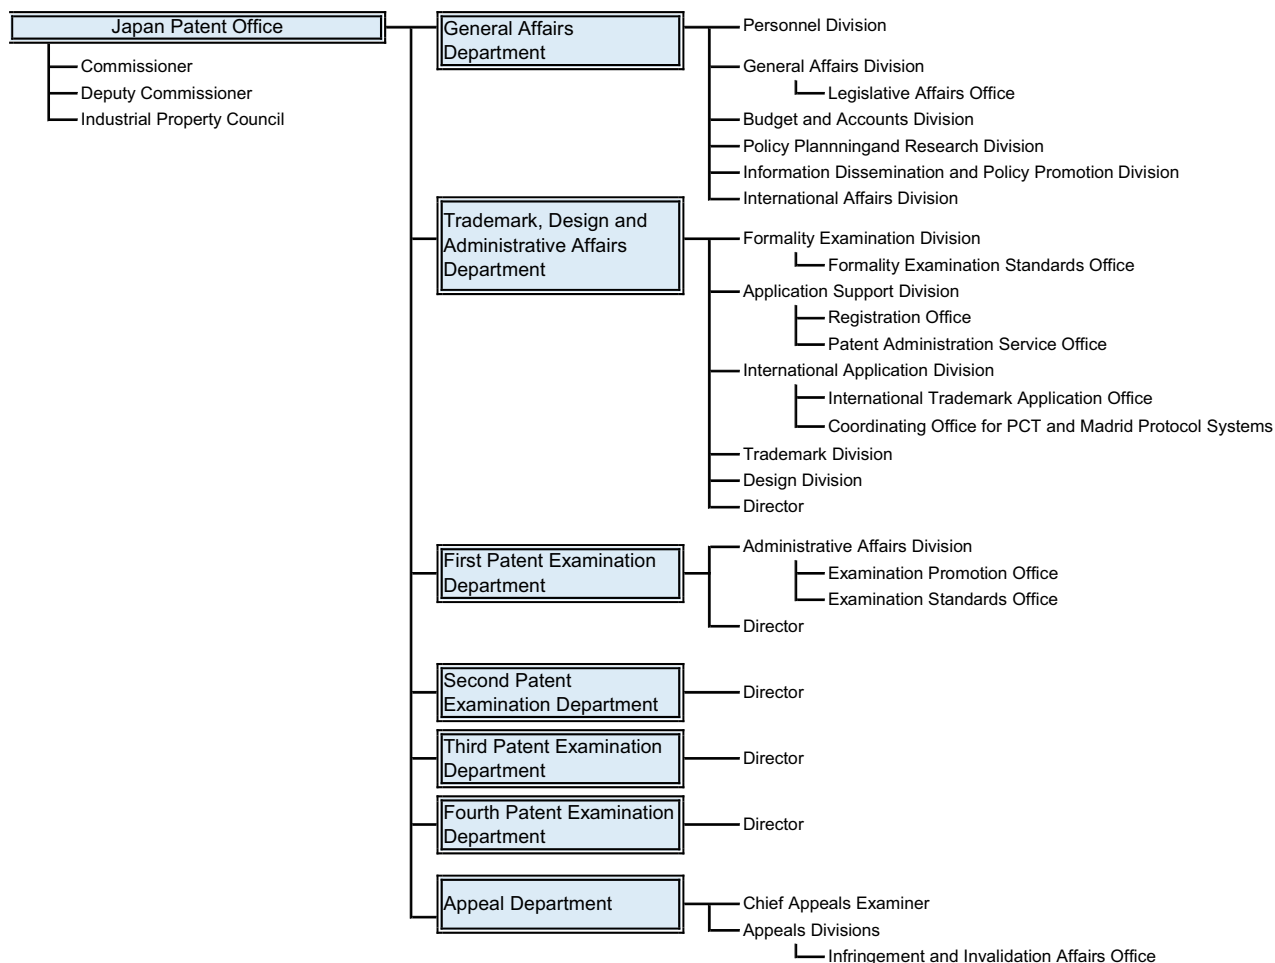 Japan Patent Office
Commissioner
Deputy Commissioner
Industrial Property Council
General Affairs
Department
Personnel Division
General Affairs Division
Legislative Affairs Office
Budget and Accounts Division
Policy Plannningand Research Division
Information Dissemination and Policy Promotion Division
International Affairs Division
Trademark, Design and
Administrative Affairs
Department
Formality Examination Division
Formality Examination Standards Office
Application Support Division
Registration Office
Patent Administration Service Office
International Application Division
International Trademark Application Office
Coordinating Office for PCT and Madrid Protocol Systems
Trademark Division
Design Division
Director
First Patent Examination
Department
Administrative Affairs Division
Examination Promotion Office
Examination Standards Office
Director
Second Patent
Examination Department
Director
Third Patent Examination
Department
Director
Fourth Patent Examination
Department
Director
Appeal Department
Chief Appeals Examiner
Appeals Divisions
Infringement and Invalidation Affairs Office